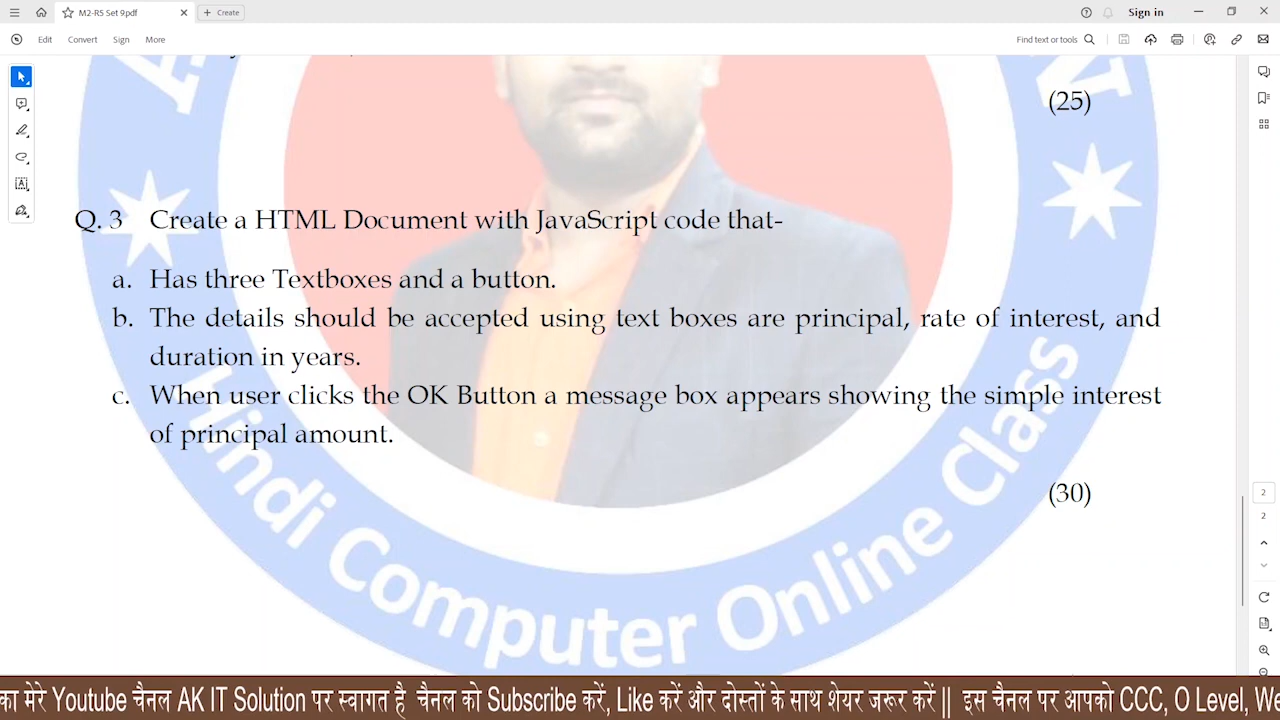 M2-R5 Set 9.pdf
Create
Sign in
Edit Convert Sign More
Find text or tools
(25)
Q. 3 Create a HTML Document with JavaScript code that-
a. Has three Textboxes and a button.
b. The details should be accepted using text boxes are principal, rate of interest, and
duration in years.
c. When user clicks the OK Button a message box appears showing the simple interest
of principal amount.
(30)
Hindi Computer Online Class
2
2
का मेरे Youtube चैनल AK IT Solution पर स्वागत है चैनल को Subscribe करें, Like करें और दोस्तों के साथ शेयर जरूर करें || इस चैनल पर आपको CCC, O Level, We